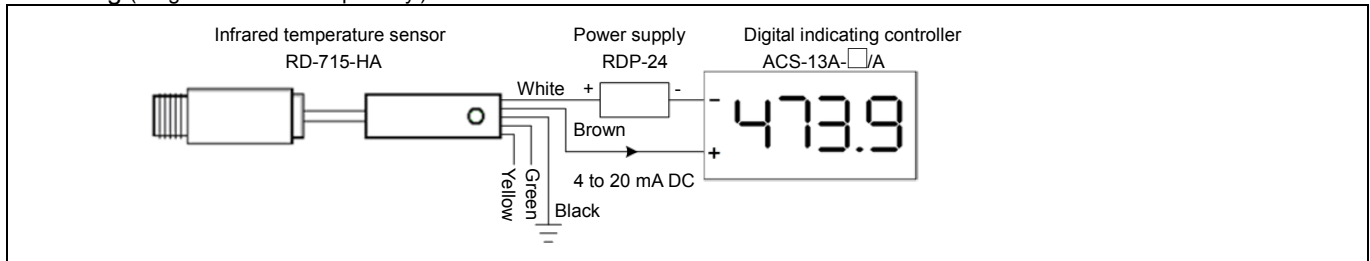 Infrared temperature sensor
RD-715-HA
Power supply
RDP-24
Digital indicating controller
ACS-13A-□/A
White
+
-
-
473.9
Brown
+
4 to 20 mA DC
Yellow
Green
Black